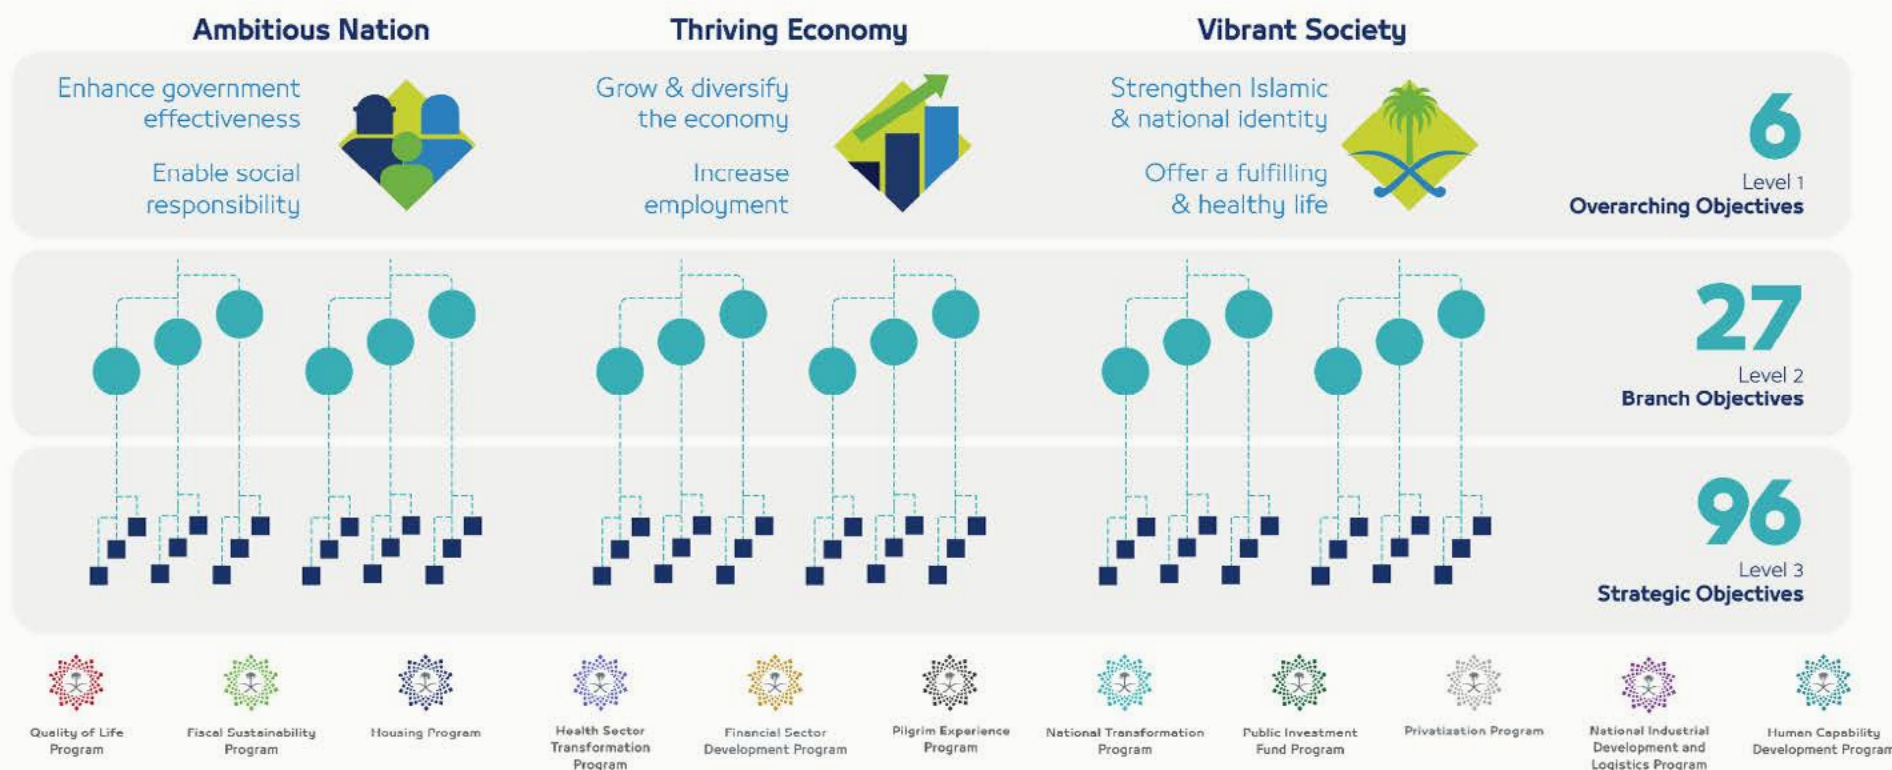 Ambitious Nation
Thriving Economy
Vibrant Society
Enhance government
effectiveness
Enable social
responsibility
Grow & diversify
the economy
Increase
employment
Strengthen Islamic
& national identity
Offer a fulfilling
& healthy life
6
Level 1
Overarching Objectives
27
Level 2
Branch Objectives
96
Level 3
Strategic Objectives
Quality of Life
Program
Fiscal Sustainability
Program
Housing Program
Health Sector
Transformation
Program
Financial Sector
Development Program
Pilgrim Experience
Program
National Transformation
Program
Public Investment
Fund Program
Privatization Program
National Industrial
Development and
Logistics Program
Human Capability
Development Program